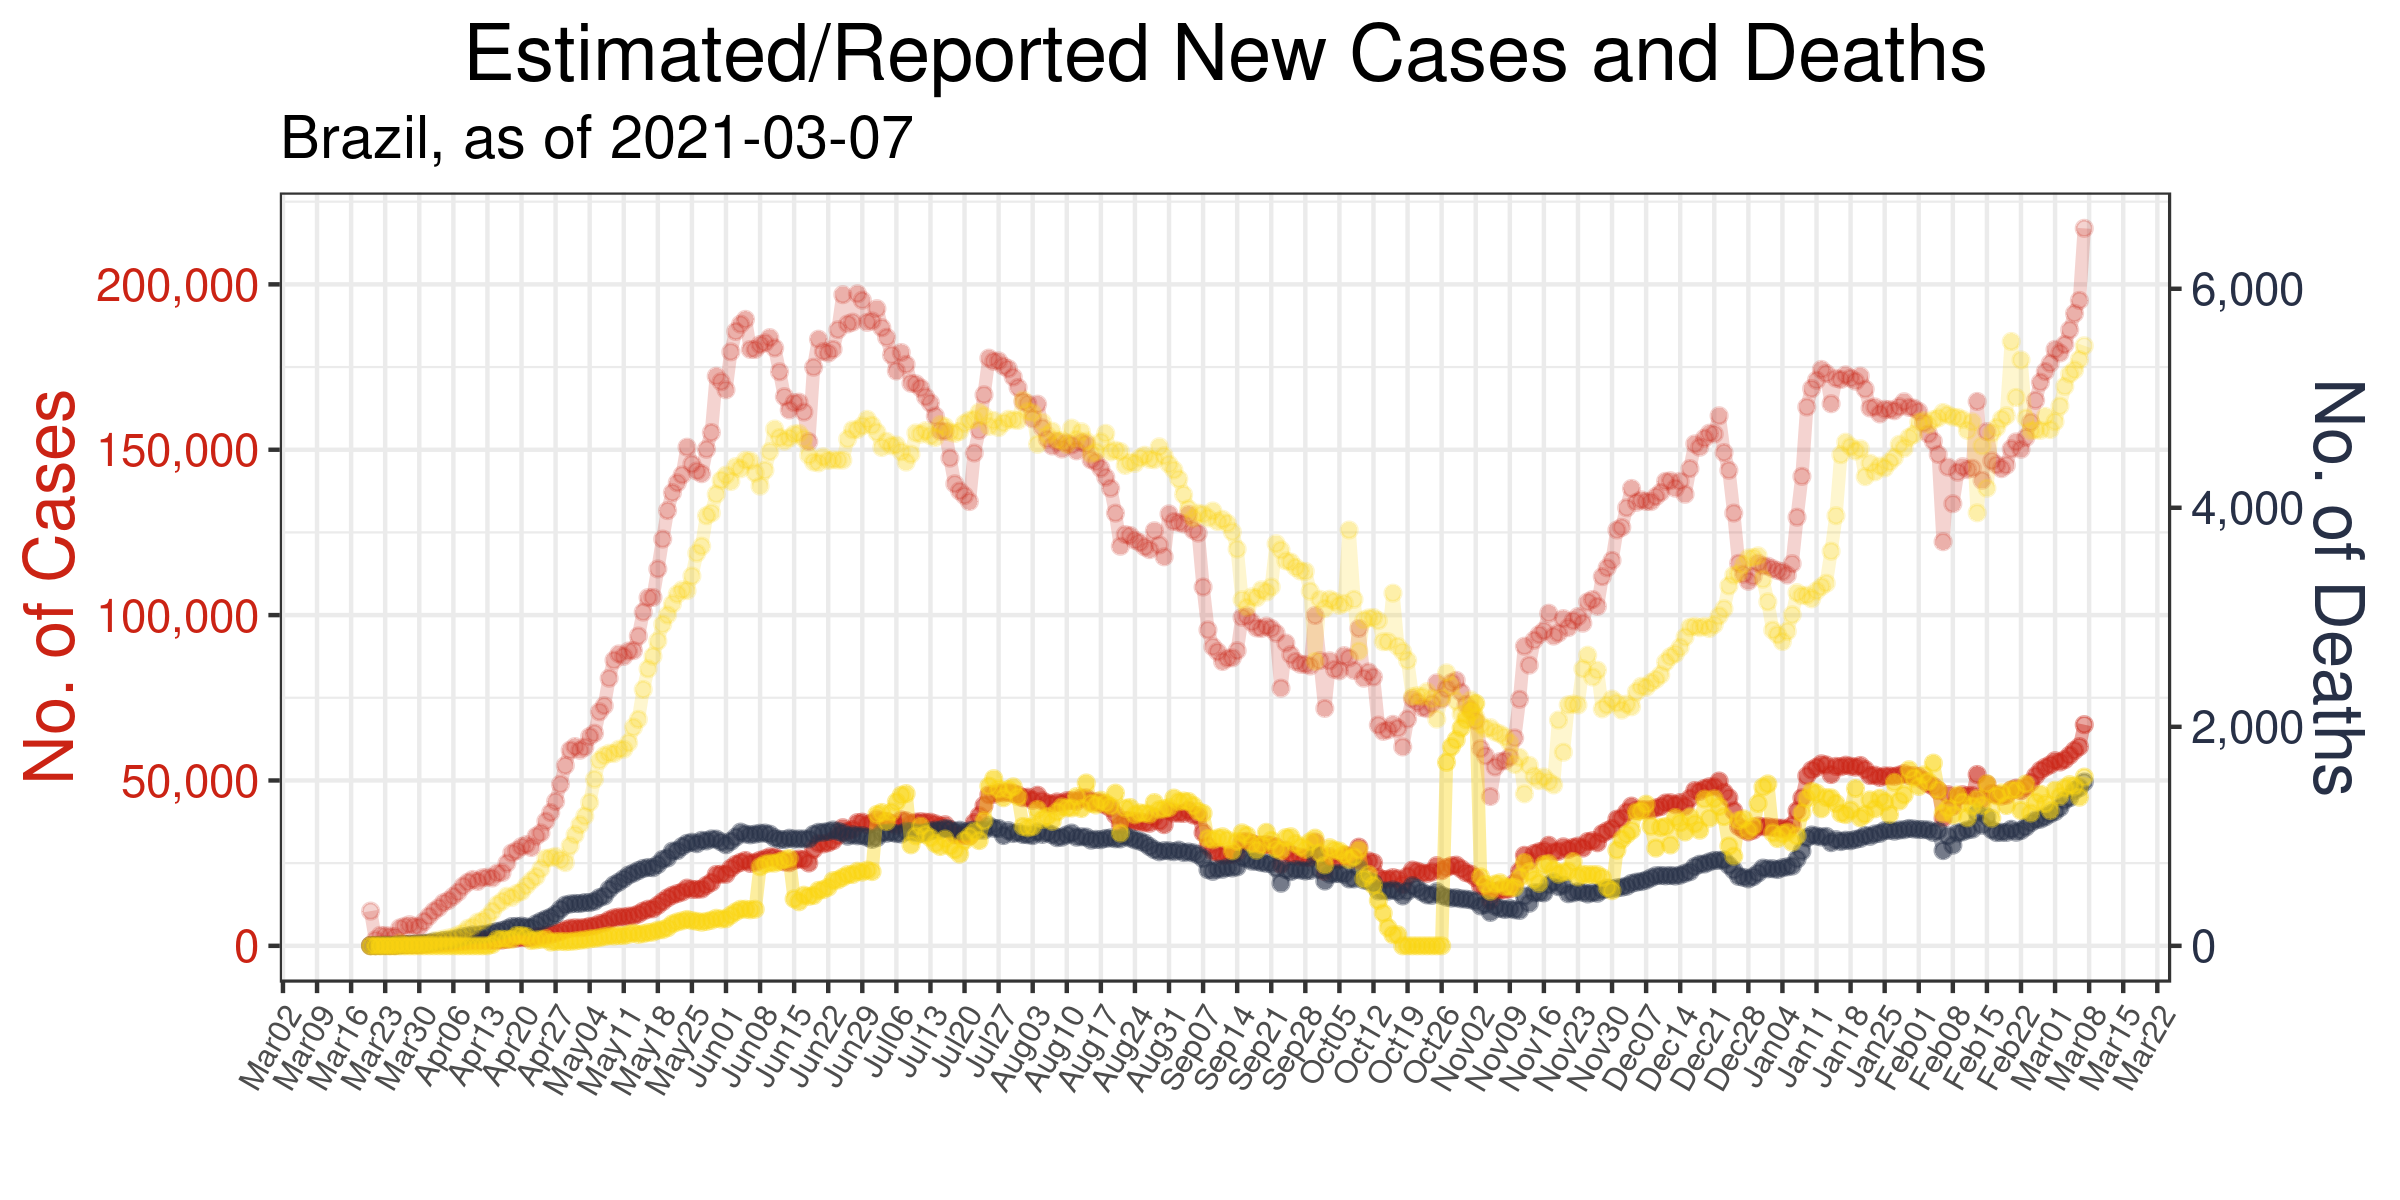 Estimated/Reported New Cases and Deaths
Brazil, as of 2021-03-07
No. of Cases
200,000
150,000
100,000
50,000
0
6,000
4,000
2,000
0
No. of Deaths
Mar02 Mar09 Mar16 Mar23 Mar30 Apr06 Apr13 Apr20 Apr27 May04 May11 May18 May25 Jun01 Jun08 Jun15 Jun22 Jun29 Jul06 Jul13 Jul20 Jul27 Aug03 Aug10 Aug17 Aug24 Aug31 Sep07 Sep14 Sep21 Sep28 Oct05 Oct12 Oct19 Oct26 Nov02 Nov09 Nov16 Nov23 Nov30 Dec07 Dec14 Dec21 Dec28 Jan04 Jan11 Jan18 Jan25 Feb01 Feb08 Feb15 Feb22 Mar01 Mar08 Mar15 Mar22